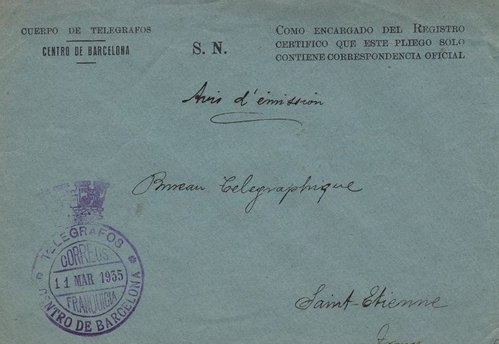 CUERPO DE TELEGRAFOS
CENTRO DE BARCELONA
S. N.
COMO ENCARGADO DEL REGISTRO
CERTIFICO QUE ESTE PLIEGO SOLO
CONTIENE CORRESPONDENCIA OFICIAL
Avis d'émission
Bureau Telegraphique
TELEGRAFOS
CORREOS
11 MAR 1935
FRANQUICIA
CENTRO DE BARCELONA
Saint-Etienne